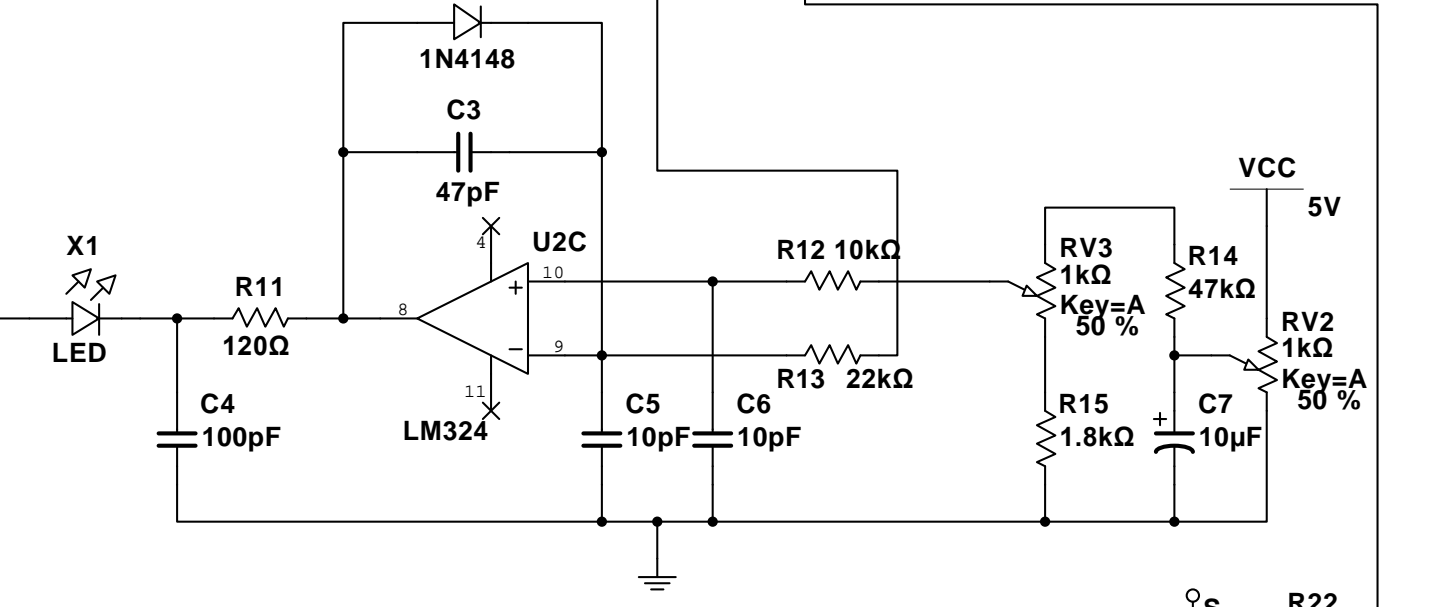 1N4148
C3
47pF
VCC
5V
X1
LED
R11
120Ω
8
4
U2C
10
+
9
−
11
LM324
R12 10kΩ
R13 22kΩ
RV3
1kΩ
Key=A
50 %
R14
47kΩ
RV2
1kΩ
Key=A
50 %
C4
100pF
C5
10pF
C6
10pF
R15
1.8kΩ
+
C7
10µF
S
R22